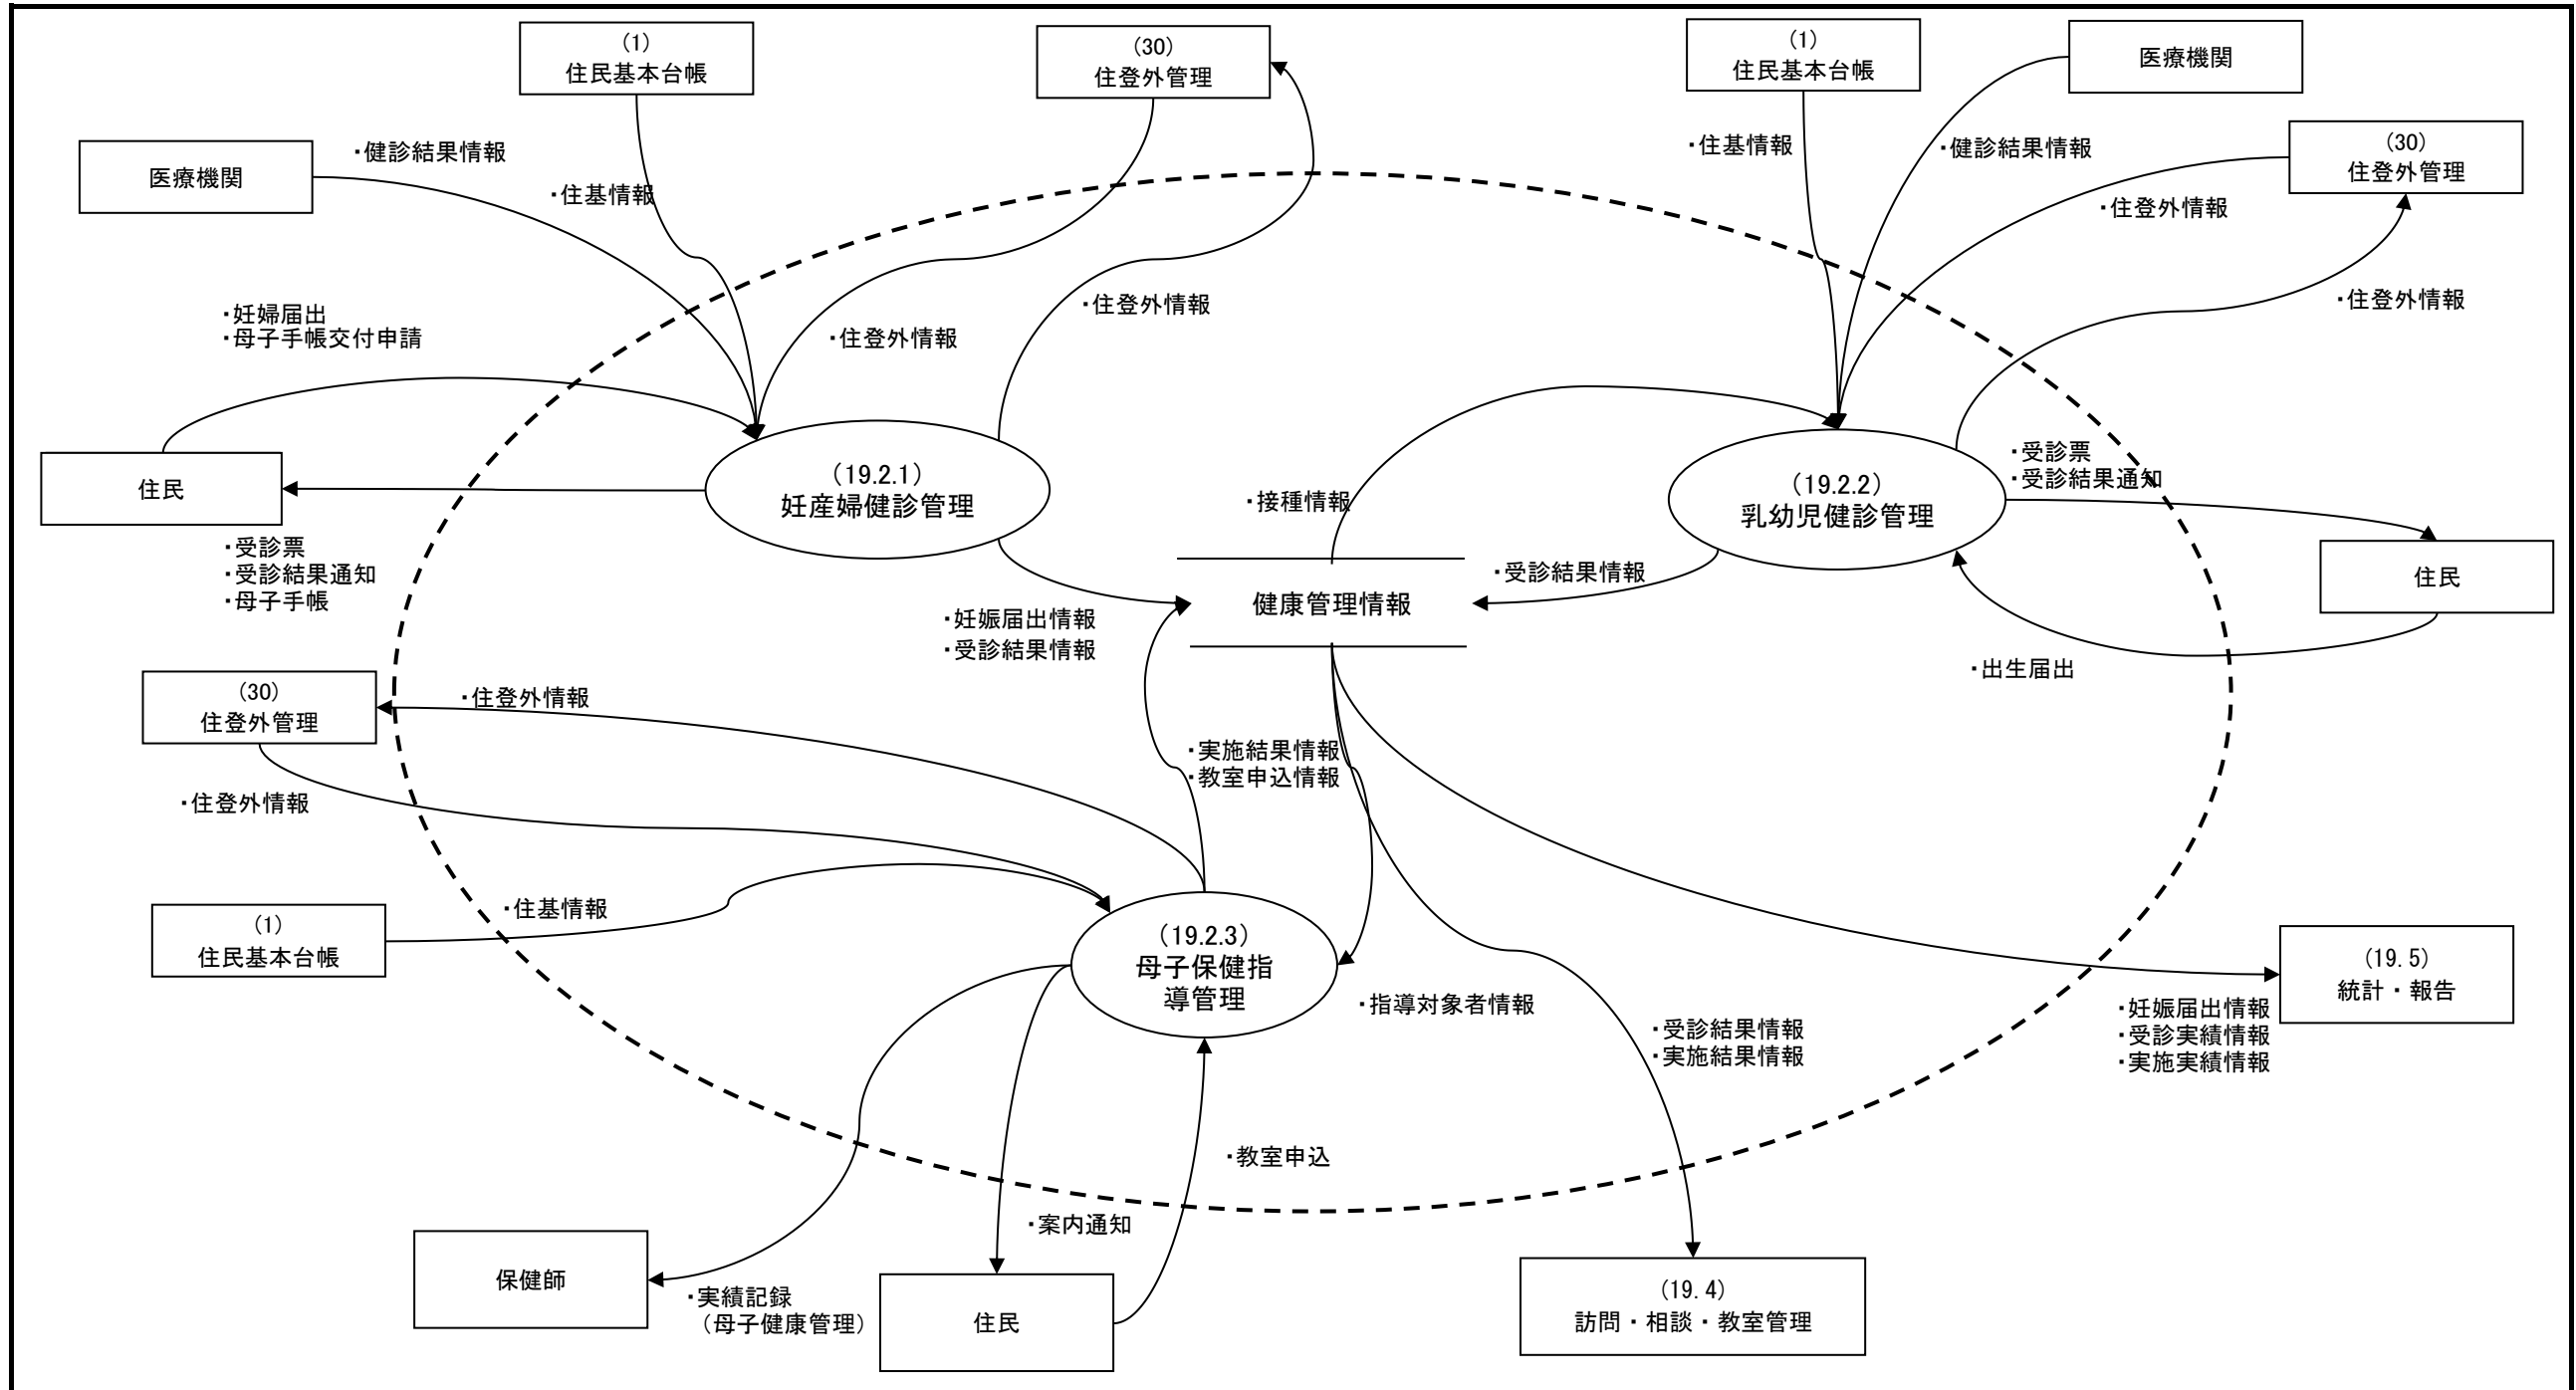 (1)
住民基本台帳
(30)
住登外管理
(1)
住民基本台帳
医療機関
医療機関
・健診結果情報
・住基情報
・住基情報
・健診結果情報
(30)
住登外管理
・住登外情報
・妊婦届出
・母子手帳交付申請
・住登外情報
・住登外情報
・住登外情報
住民
(19.2.1)
妊産婦健診管理
・接種情報
(19.2.2)
乳幼児健診管理
・受診票
・受診結果通知
・受診票
・受診結果通知
・母子手帳
・妊娠届出情報
・受診結果情報
健康管理情報
・受診結果情報
住民
・出生届出
(30)
住登外管理
・住登外情報
・住登外情報
・実施結果情報
・教室申込情報
(1)
住民基本台帳
・住基情報
(19.2.3)
母子保健指
導管理
・指導対象者情報
・受診結果情報
・実施結果情報
(19.5)
統計・報告
・妊娠届出情報
・受診実績情報
・実施実績情報
・教室申込
・案内通知
保健師
・実績記録
（母子健康管理）
住民
(19.4)
訪問・相談・教室管理